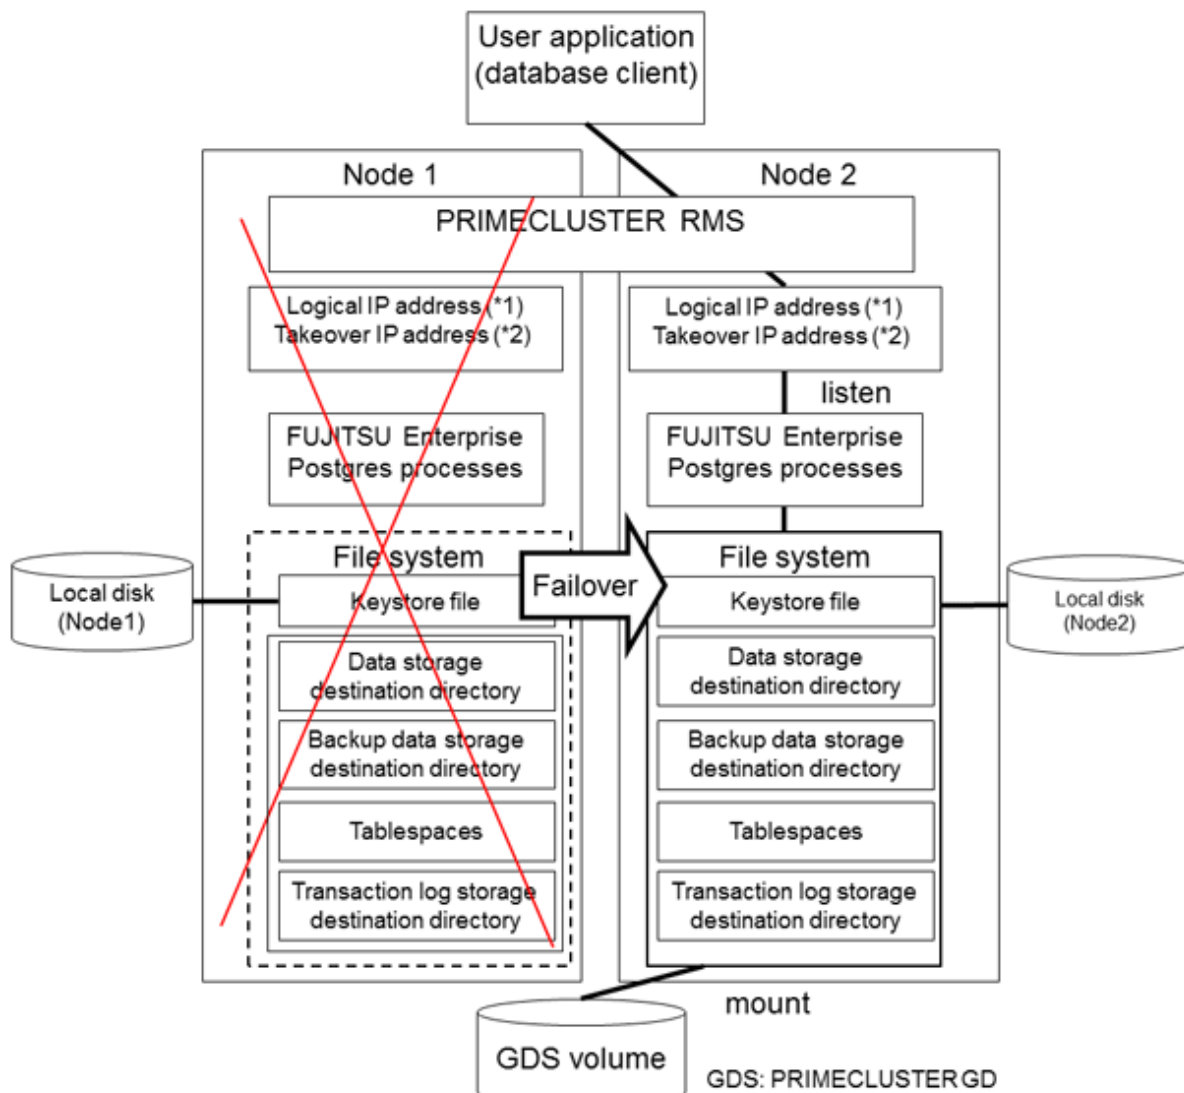 User application
(database client)
Node 1
Node 2
PRIMECLUSTER RMS
Logical IP address (*1)
Takeover IP address (*2)
Logical IP address (*1)
Takeover IP address (*2)
listen
FUJITSU Enterprise
Postgres processes
FUJITSU Enterprise
Postgres processes
File system
File system
Local disk
(Node1)
Keystore file
Failover
Keystore file
Local disk
(Node2)
Data storage
destination directory
Data storage
destination directory
Backup data storage
destination directory
Backup data storage
destination directory
Tablespaces
Tablespaces
Transaction log storage
destination directory
Transaction log storage
destination directory
mount
GDS volume
GDS: PRIMECLUSTER GD